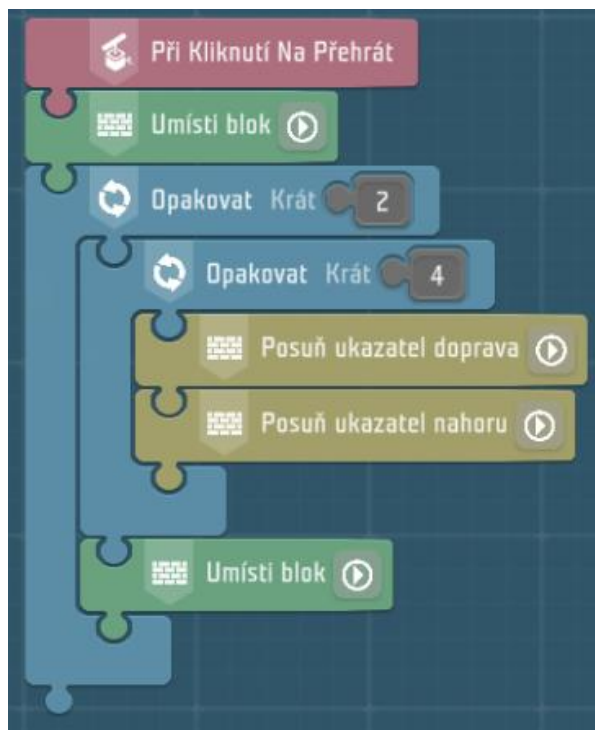 Při Kliknutí Na Přehrát
Umísti blok
Opakovat Krát 2
Opakovat Krát 4
Posuň ukazatel doprava
Posuň ukazatel nahoru
Umísti blok